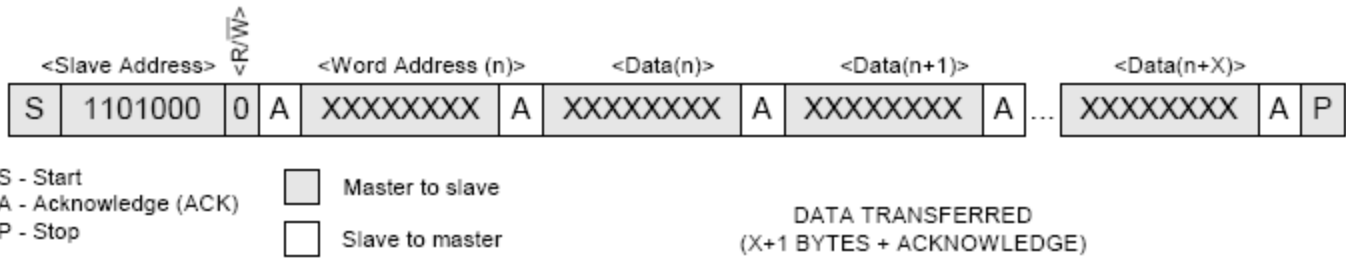 <Slave Address> <R/W> <Word Address (n)> <Data(n)> <Data(n+1)> <Data(n+X)>
S 1101000 0 A XXXXXXXX A XXXXXXXX A XXXXXXXX A ... XXXXXXXX A P
S - Start
A - Acknowledge (ACK)
P - Stop
Master to slave
Slave to master
DATA TRANSFERRED
(X+1 BYTES + ACKNOWLEDGE)